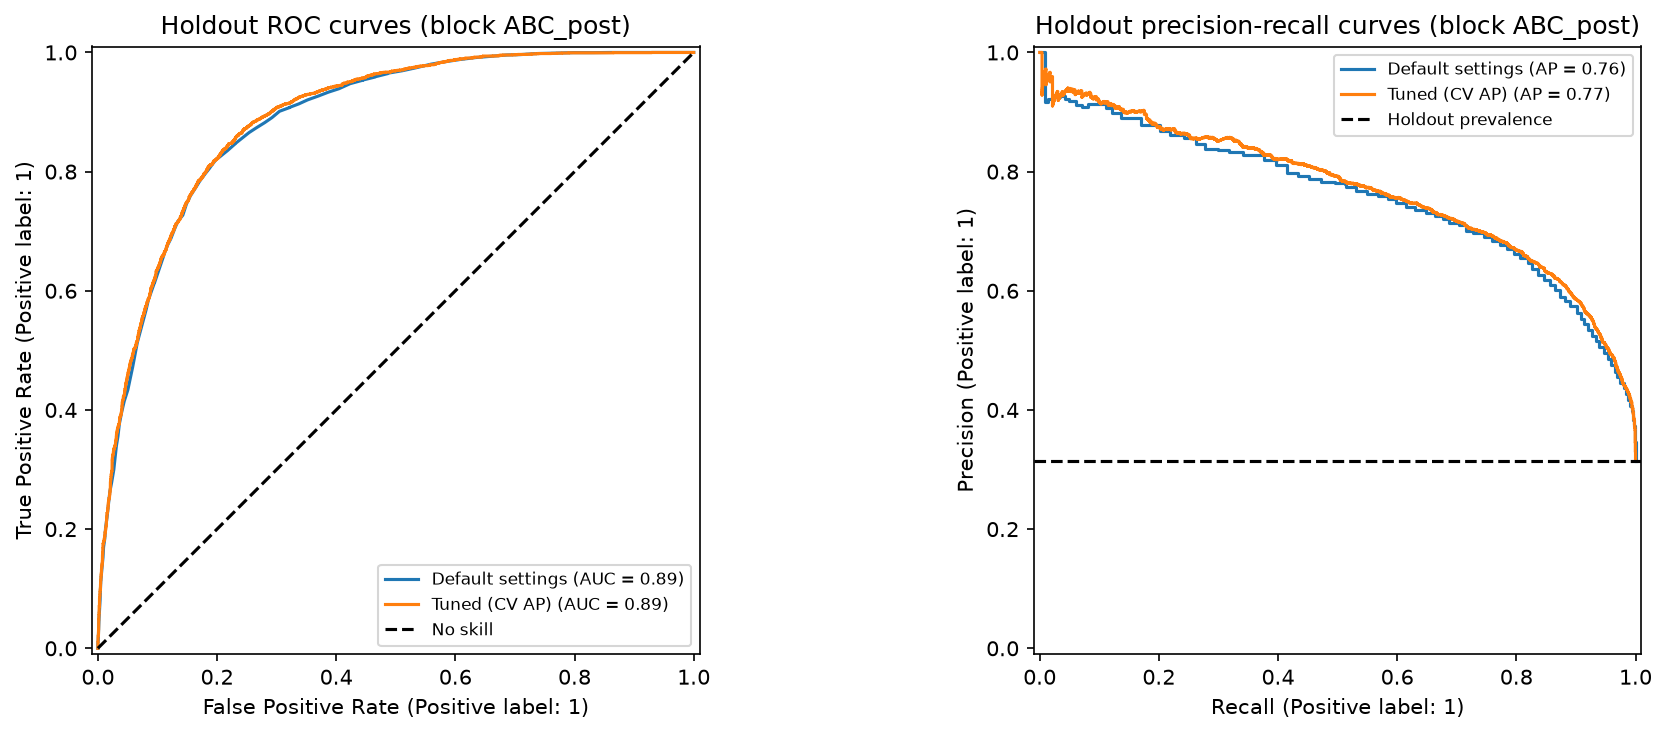 Holdout ROC curves (block ABC_post)
True Positive Rate (Positive label: 1)
1.0
0.8
0.6
0.4
0.2
0.0
Default settings (AUC = 0.89)
Tuned (CV AP) (AUC = 0.89)
No skill
0.0 0.2 0.4 0.6 0.8 1.0
False Positive Rate (Positive label: 1)
Holdout precision-recall curves (block ABC_post)
Precision (Positive label: 1)
1.0
0.8
0.6
0.4
0.2
0.0
Default settings (AP = 0.76)
Tuned (CV AP) (AP = 0.77)
Holdout prevalence
0.0 0.2 0.4 0.6 0.8 1.0
Recall (Positive label: 1)